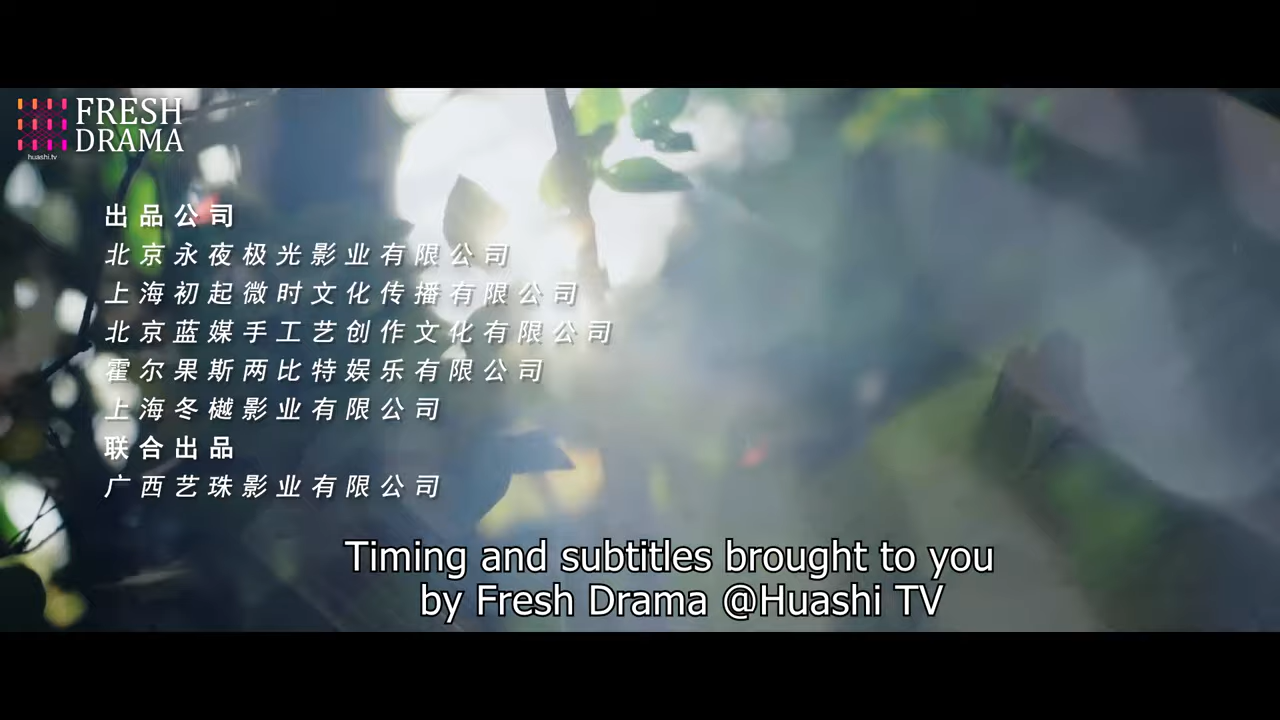 FRESH
DRAMA
huashi.tv
出品公司
北京永夜极光影业有限公司
上海初起微时文化传播有限公司
北京蓝媒手工艺创作文化有限公司
霍尔果斯两比特娱乐有限公司
上海冬樾影业有限公司
联合出品
广西艺珠影业有限公司
Timing and subtitles brought to you
by Fresh Drama @Huashi TV